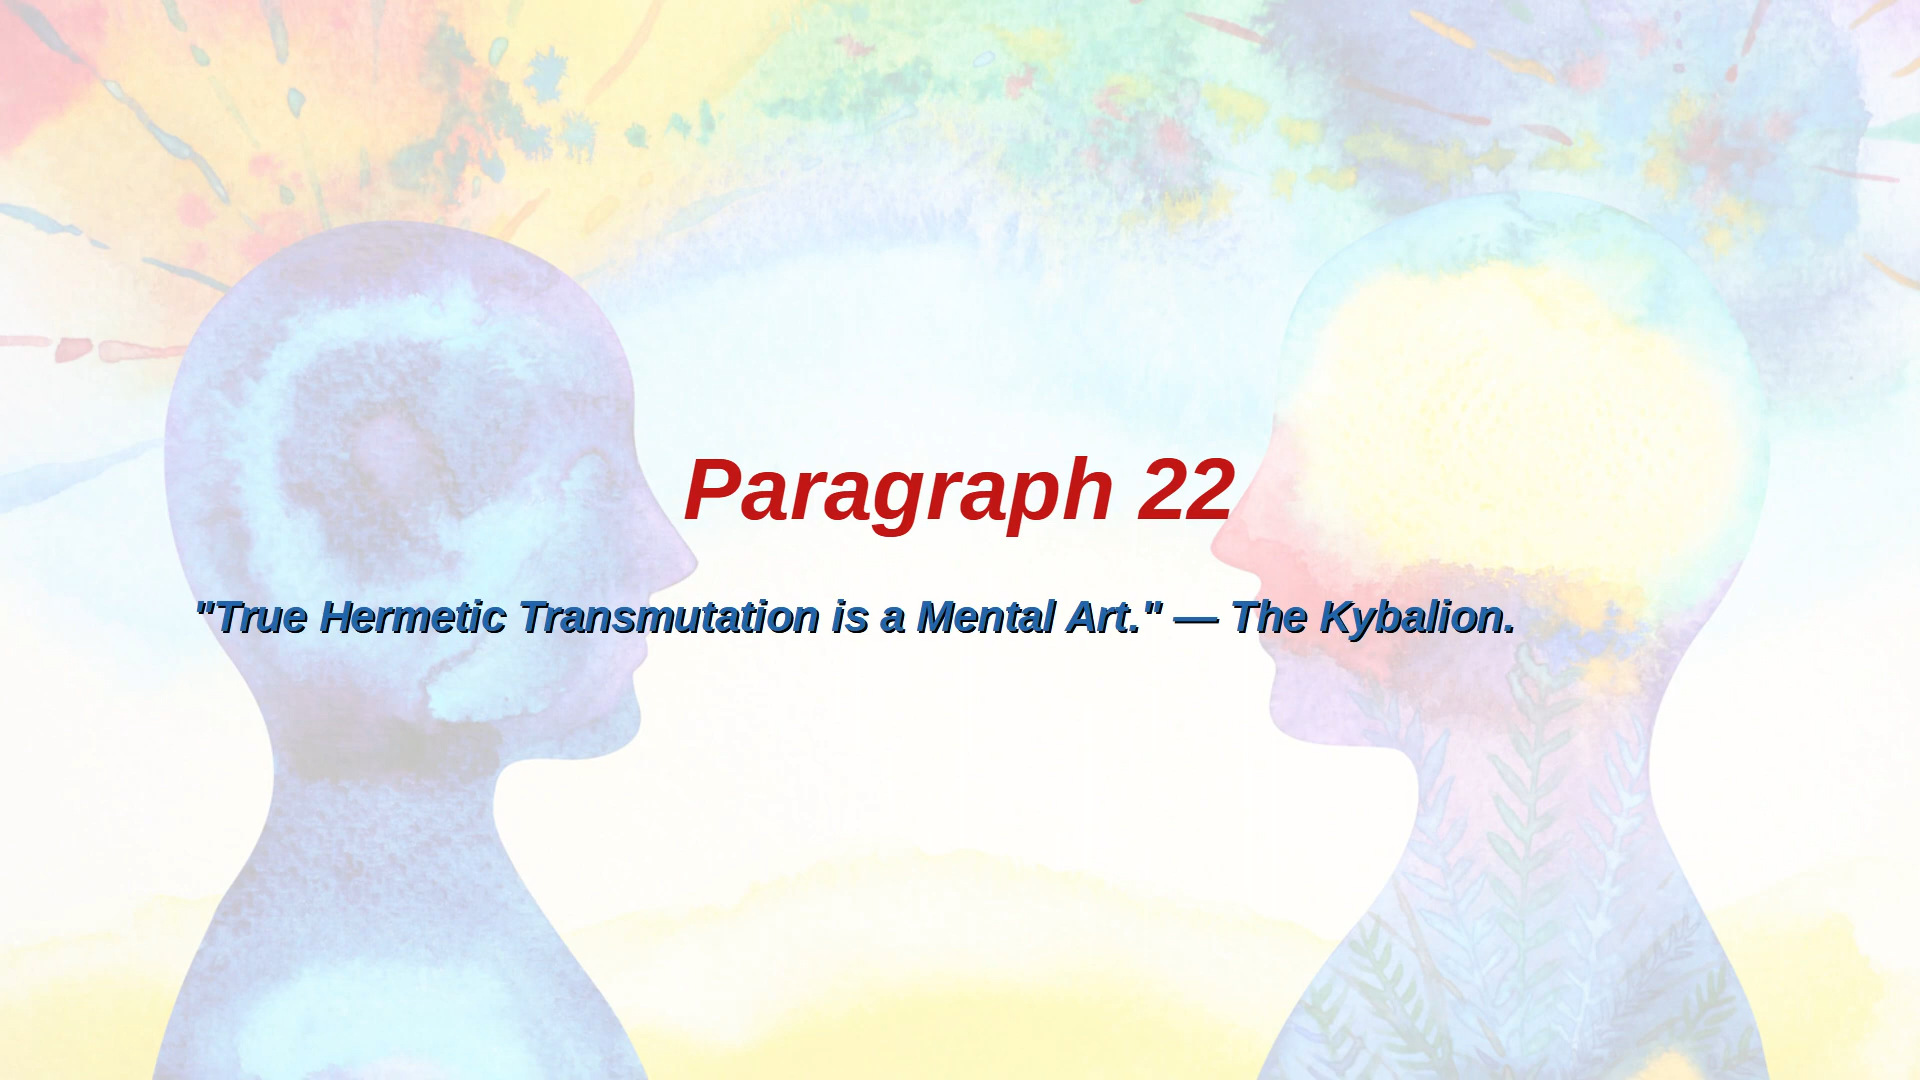 Paragraph 22
"True Hermetic Transmutation is a Mental Art." — The Kybalion.